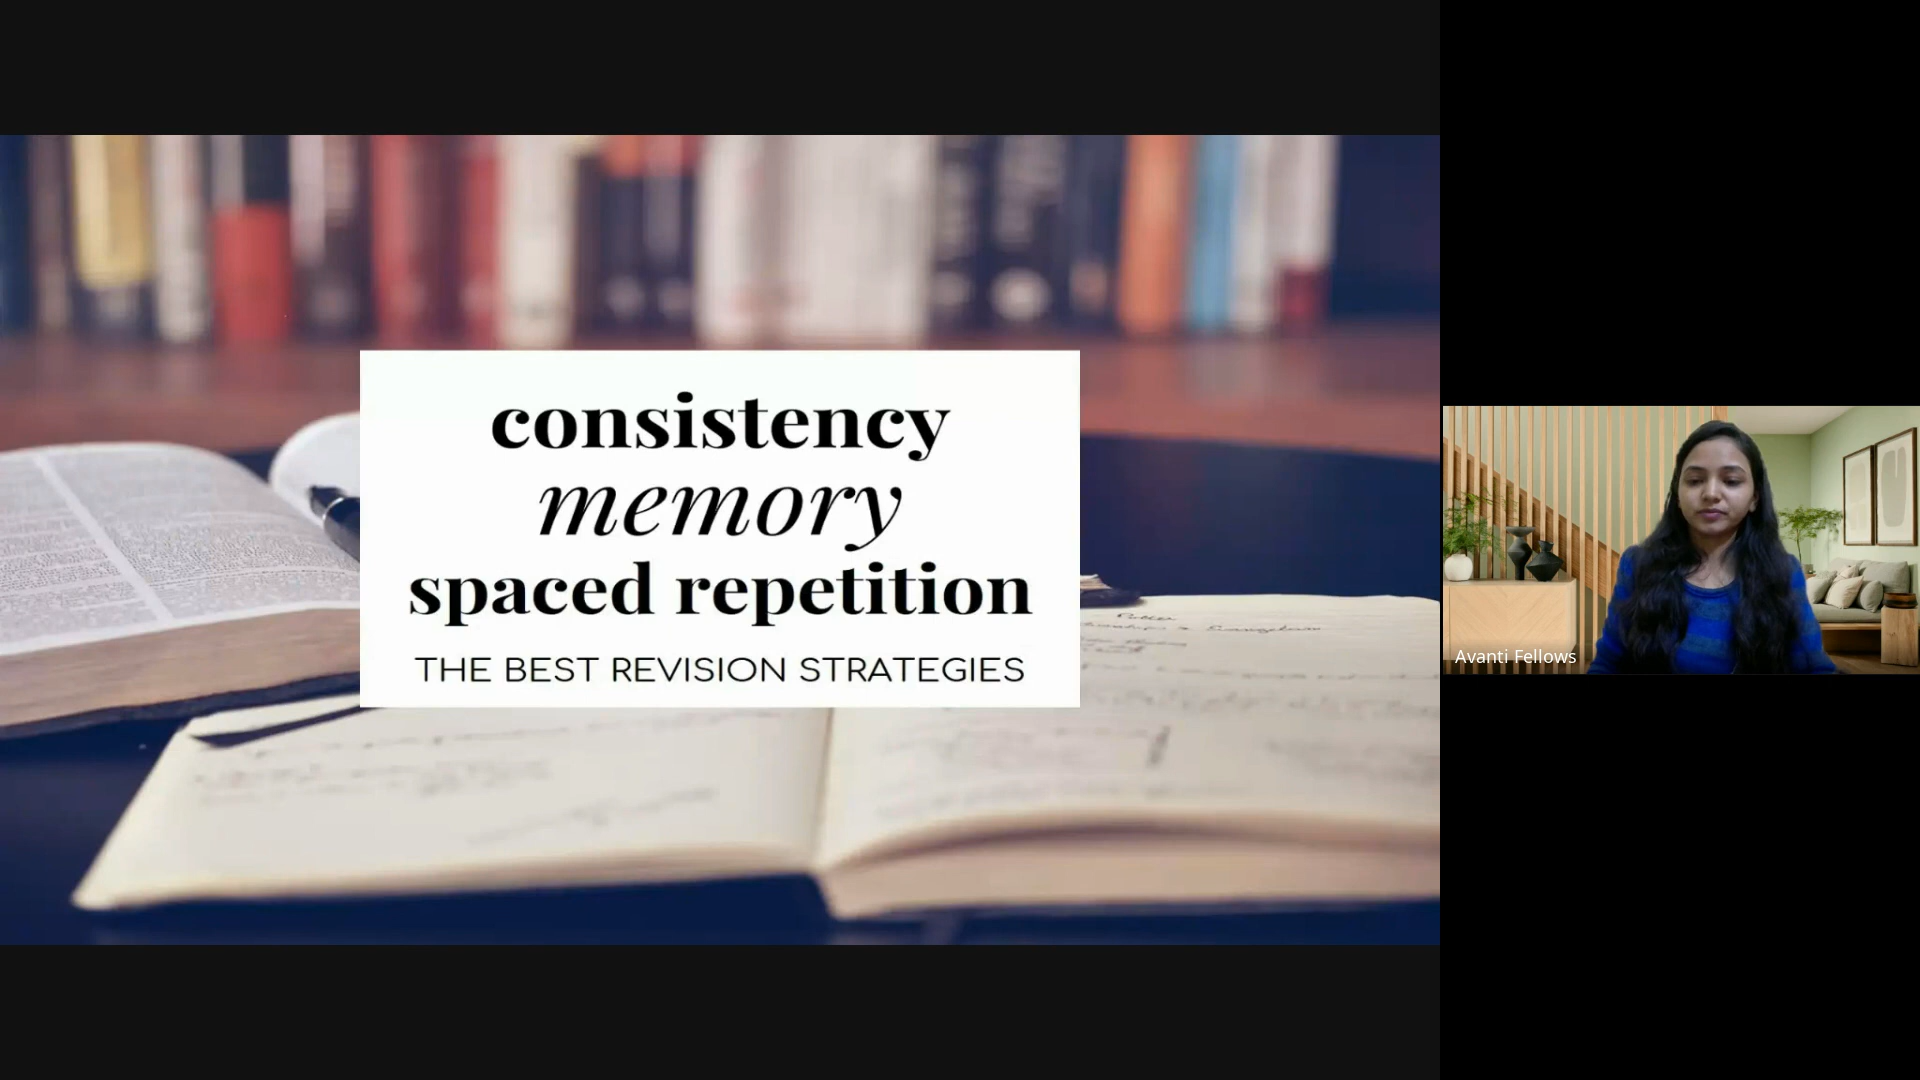 consistency
memory
spaced repetition
THE BEST REVISION STRATEGIES
Avanti Fellows